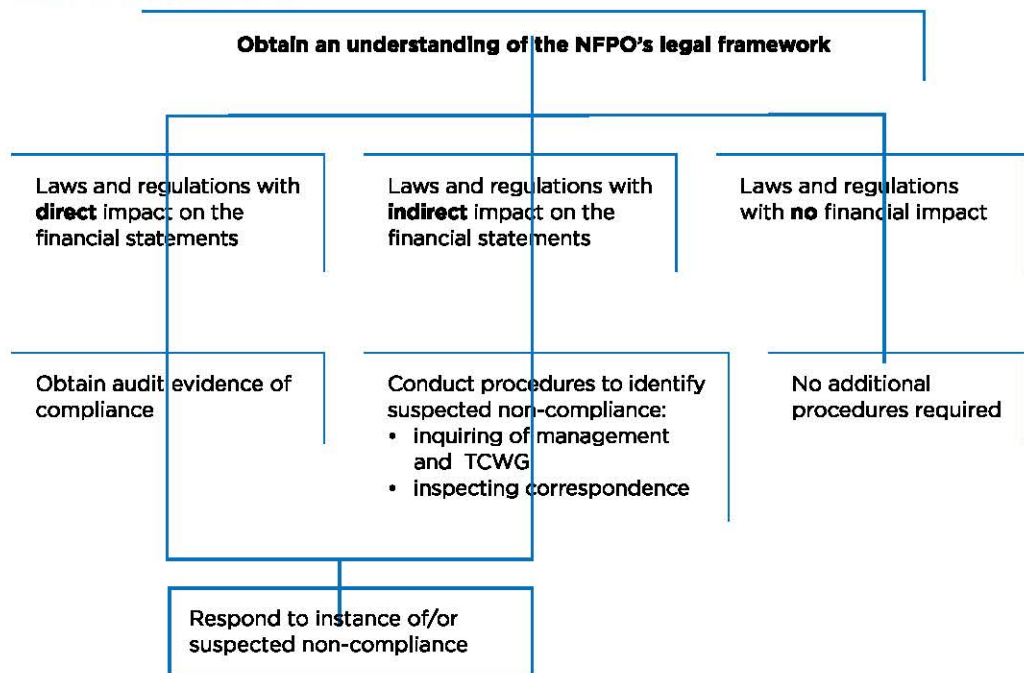 Obtain an understanding of the NFPO's legal framework
Laws and regulations with
direct impact on the
financial statements
Laws and regulations with
indirect impact on the
financial statements
Laws and regulations
with no financial impact
Obtain audit evidence of
compliance
Conduct procedures to identify
suspected non-compliance:
• inquiring of management
and TCWG
• inspecting correspondence
No additional
procedures required
Respond to instance of/or
suspected non-compliance